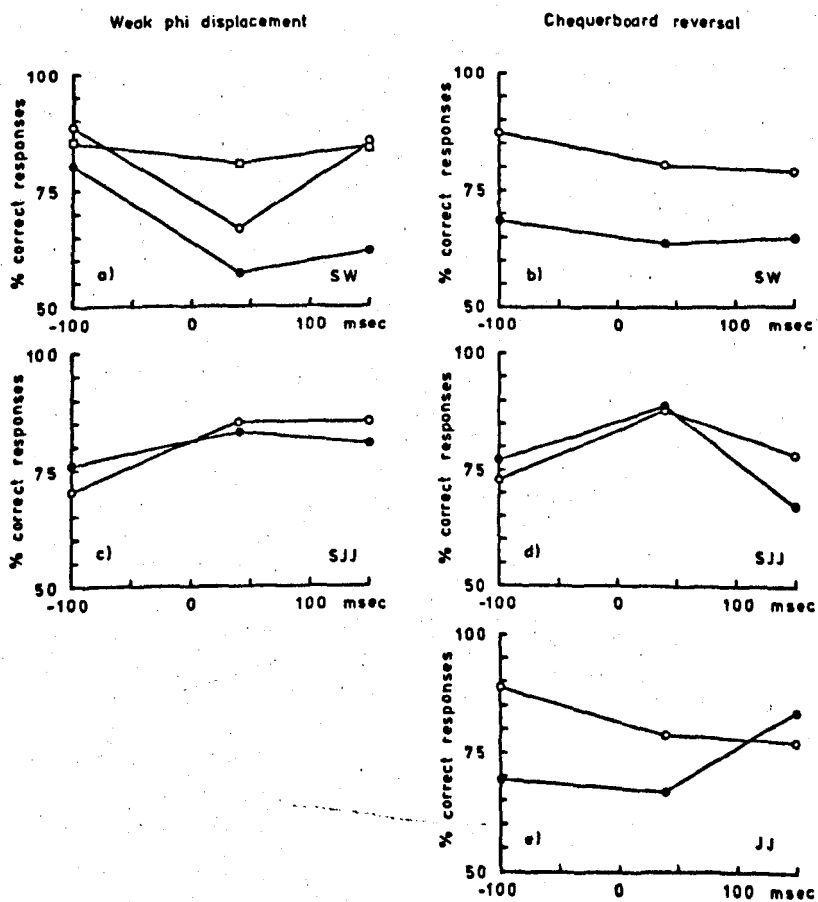 Weak phi displacement
Chequerboard reversal
100
% correct responses
75
50
a)
SW
-100
0
100
msec
100
% correct responses
75
50
b)
SW
-100
0
100
msec
100
% correct responses
75
50
c)
SJJ
-100
0
100
msec
100
% correct responses
75
50
d)
SJJ
-100
0
100
msec
100
% correct responses
75
50
e)
JJ
-100
0
100
msec